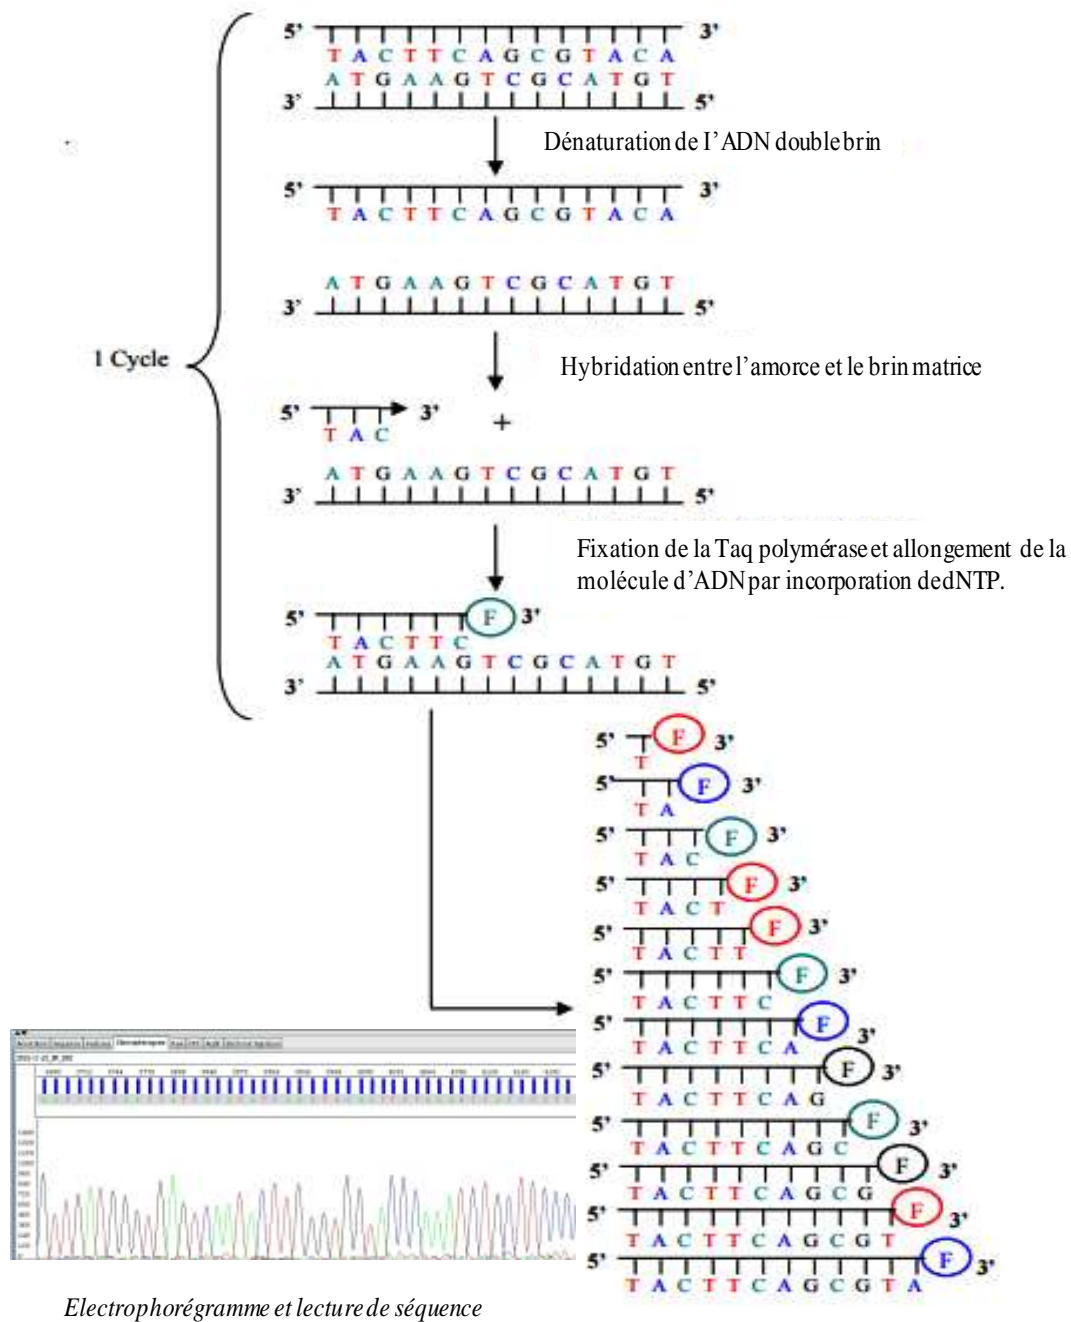 5' 3'
T A C T T C A G C G T A C A
A T G A A G T C G C A T G T
3' 5'
Dénaturation de I'ADN double brin
5' 3'
T A C T T C A G C G T A C A
A T G A A G T C G C A T G T
3' 5'
1 Cycle
Hybridation entre l'amorce et le brin matrice
5' 3'
T A C
+
A T G A A G T C G C A T G T
3' 5'
Fixation de la Taq polymérase et allongement de la
molécule d'ADN par incorporation de dNTP.
5' F 3'
T A C T T C
A T G A A G T C G C A T G T
3' 5'
5' F 3'
T
5' F 3'
T A
5' F 3'
T A C
5' F 3'
T A C T
5' F 3'
T A C T T
5' F 3'
T A C T T C
5' F 3'
T A C T T C A
5' F 3'
T A C T T C A G
5' F 3'
T A C T T C A G C
5' F 3'
T A C T T C A G C G
5' F 3'
T A C T T C A G C G T
5' F 3'
T A C T T C A G C G T A
Electrophorégramme et lecture de séquence